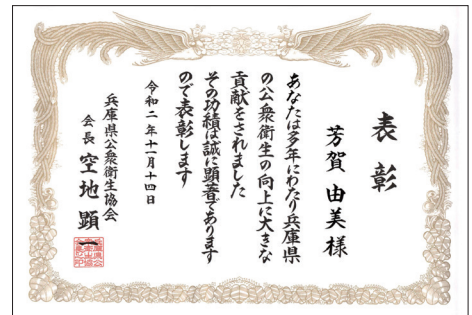 表彰
芳賀由美様
あなたは多年にわたり兵庫県
の公衆衛生の向上に大きな
貢献をされました
その功績は誠に顕著であります
ので表彰します
令和二年十一月十四日
兵庫県公衆衛生協会
会長 空地顕